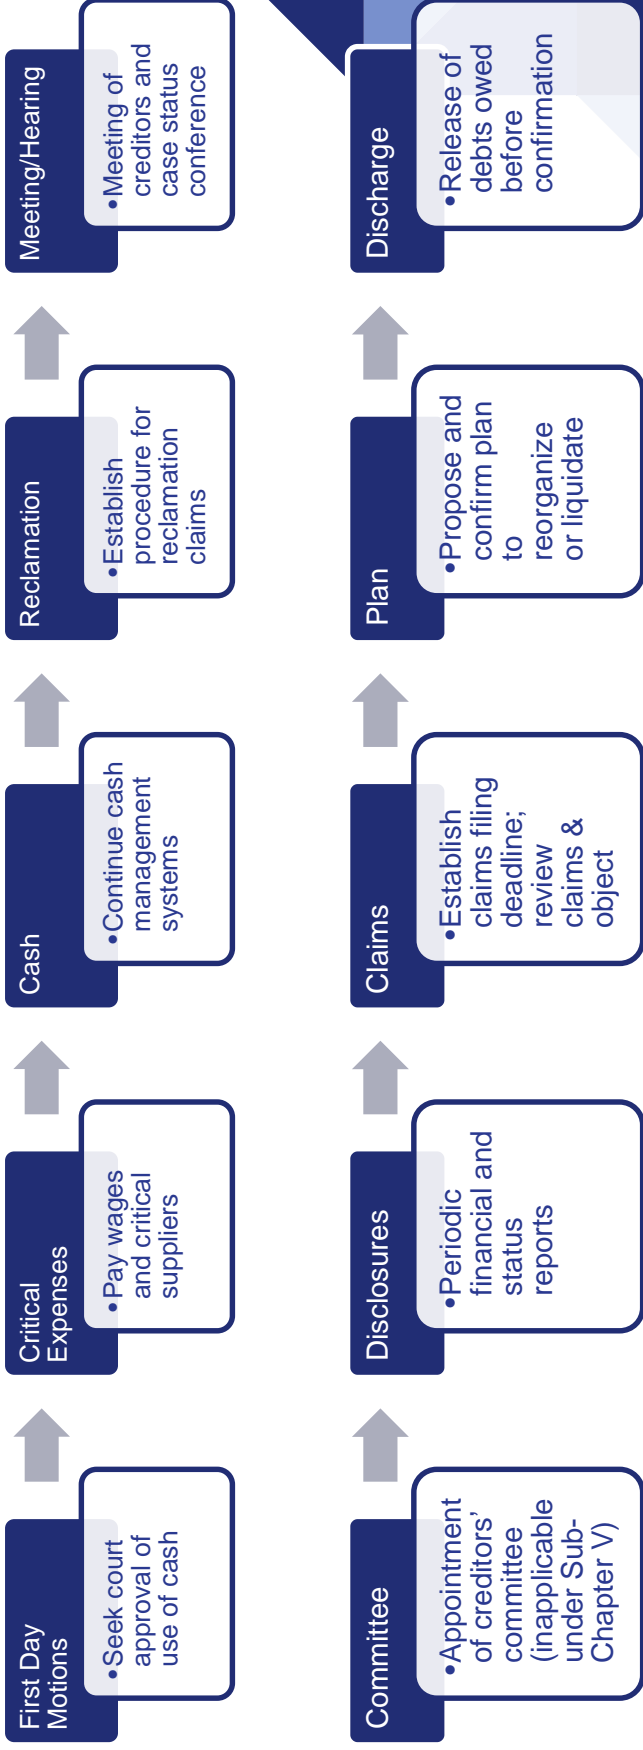 First Day
Motions
•Seek court
approval of
use of cash
Critical
Expenses
•Pay wages
and critical
suppliers
Cash
•Continue cash
management
systems
Reclamation
•Establish
procedure for
reclamation
claims
Meeting/Hearing
•Meeting of
creditors and
case status
conference
Committee
•Appointment
of creditors’
committee
(inapplicable
under Sub-
Chapter V)
Disclosures
•Periodic
financial and
status
reports
Claims
•Establish
claims filing
deadline;
review
claims &
object
Plan
•Propose and
confirm plan
to
reorganize
or liquidate
Discharge
•Release of
debts owed
before
confirmation